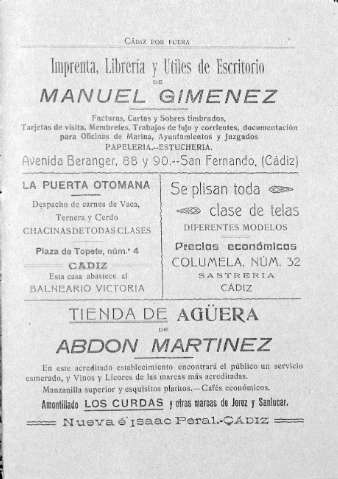 CÁDIZ POR FUERA
Imprenta, Librería y Utiles de Escritorio
DE
MANUEL GIMENEZ
Facturas, Cartas y Sobres timbrados,
Tarjetas de visita, Membretes, Trabajos de lujo y corrientes, documentación
para Oficinas de Marina, Ayuntamientos y Juzgados
PAPELERIA.--ESTUCHERIA.
Avenida Beranger, 88 y 90.--San Fernando, (Cádiz)
LA PUERTA OTOMANA
Despacho de carnes de Vaca,
Ternera y Cerdo
CHACINAS DE TODAS CLASES
Plaza de Topete, núm.º 4
CÁDIZ
Esta casa abastece al
BALNEARIO VICTORIA
Se plisan toda
clase de telas
DIFERENTES MODELOS
Precios económicos
COLUMELA, NÚM. 32
SASTRERIA
CÁDIZ
TIENDA DE AGÜERA
DE
ABDON MARTINEZ
En este acreditado establecimiento encontrará el público un servicio
esmerado, y Vinos y Licores de las marcas más acreditadas.
Manzanilla superior y esquisitos platitos.—Cafés económicos.
Amontillado LOS CURDAS y otras marcas de Jerez y Sanlucar.
Nueva é Isaac Peral.-CÁDIZ